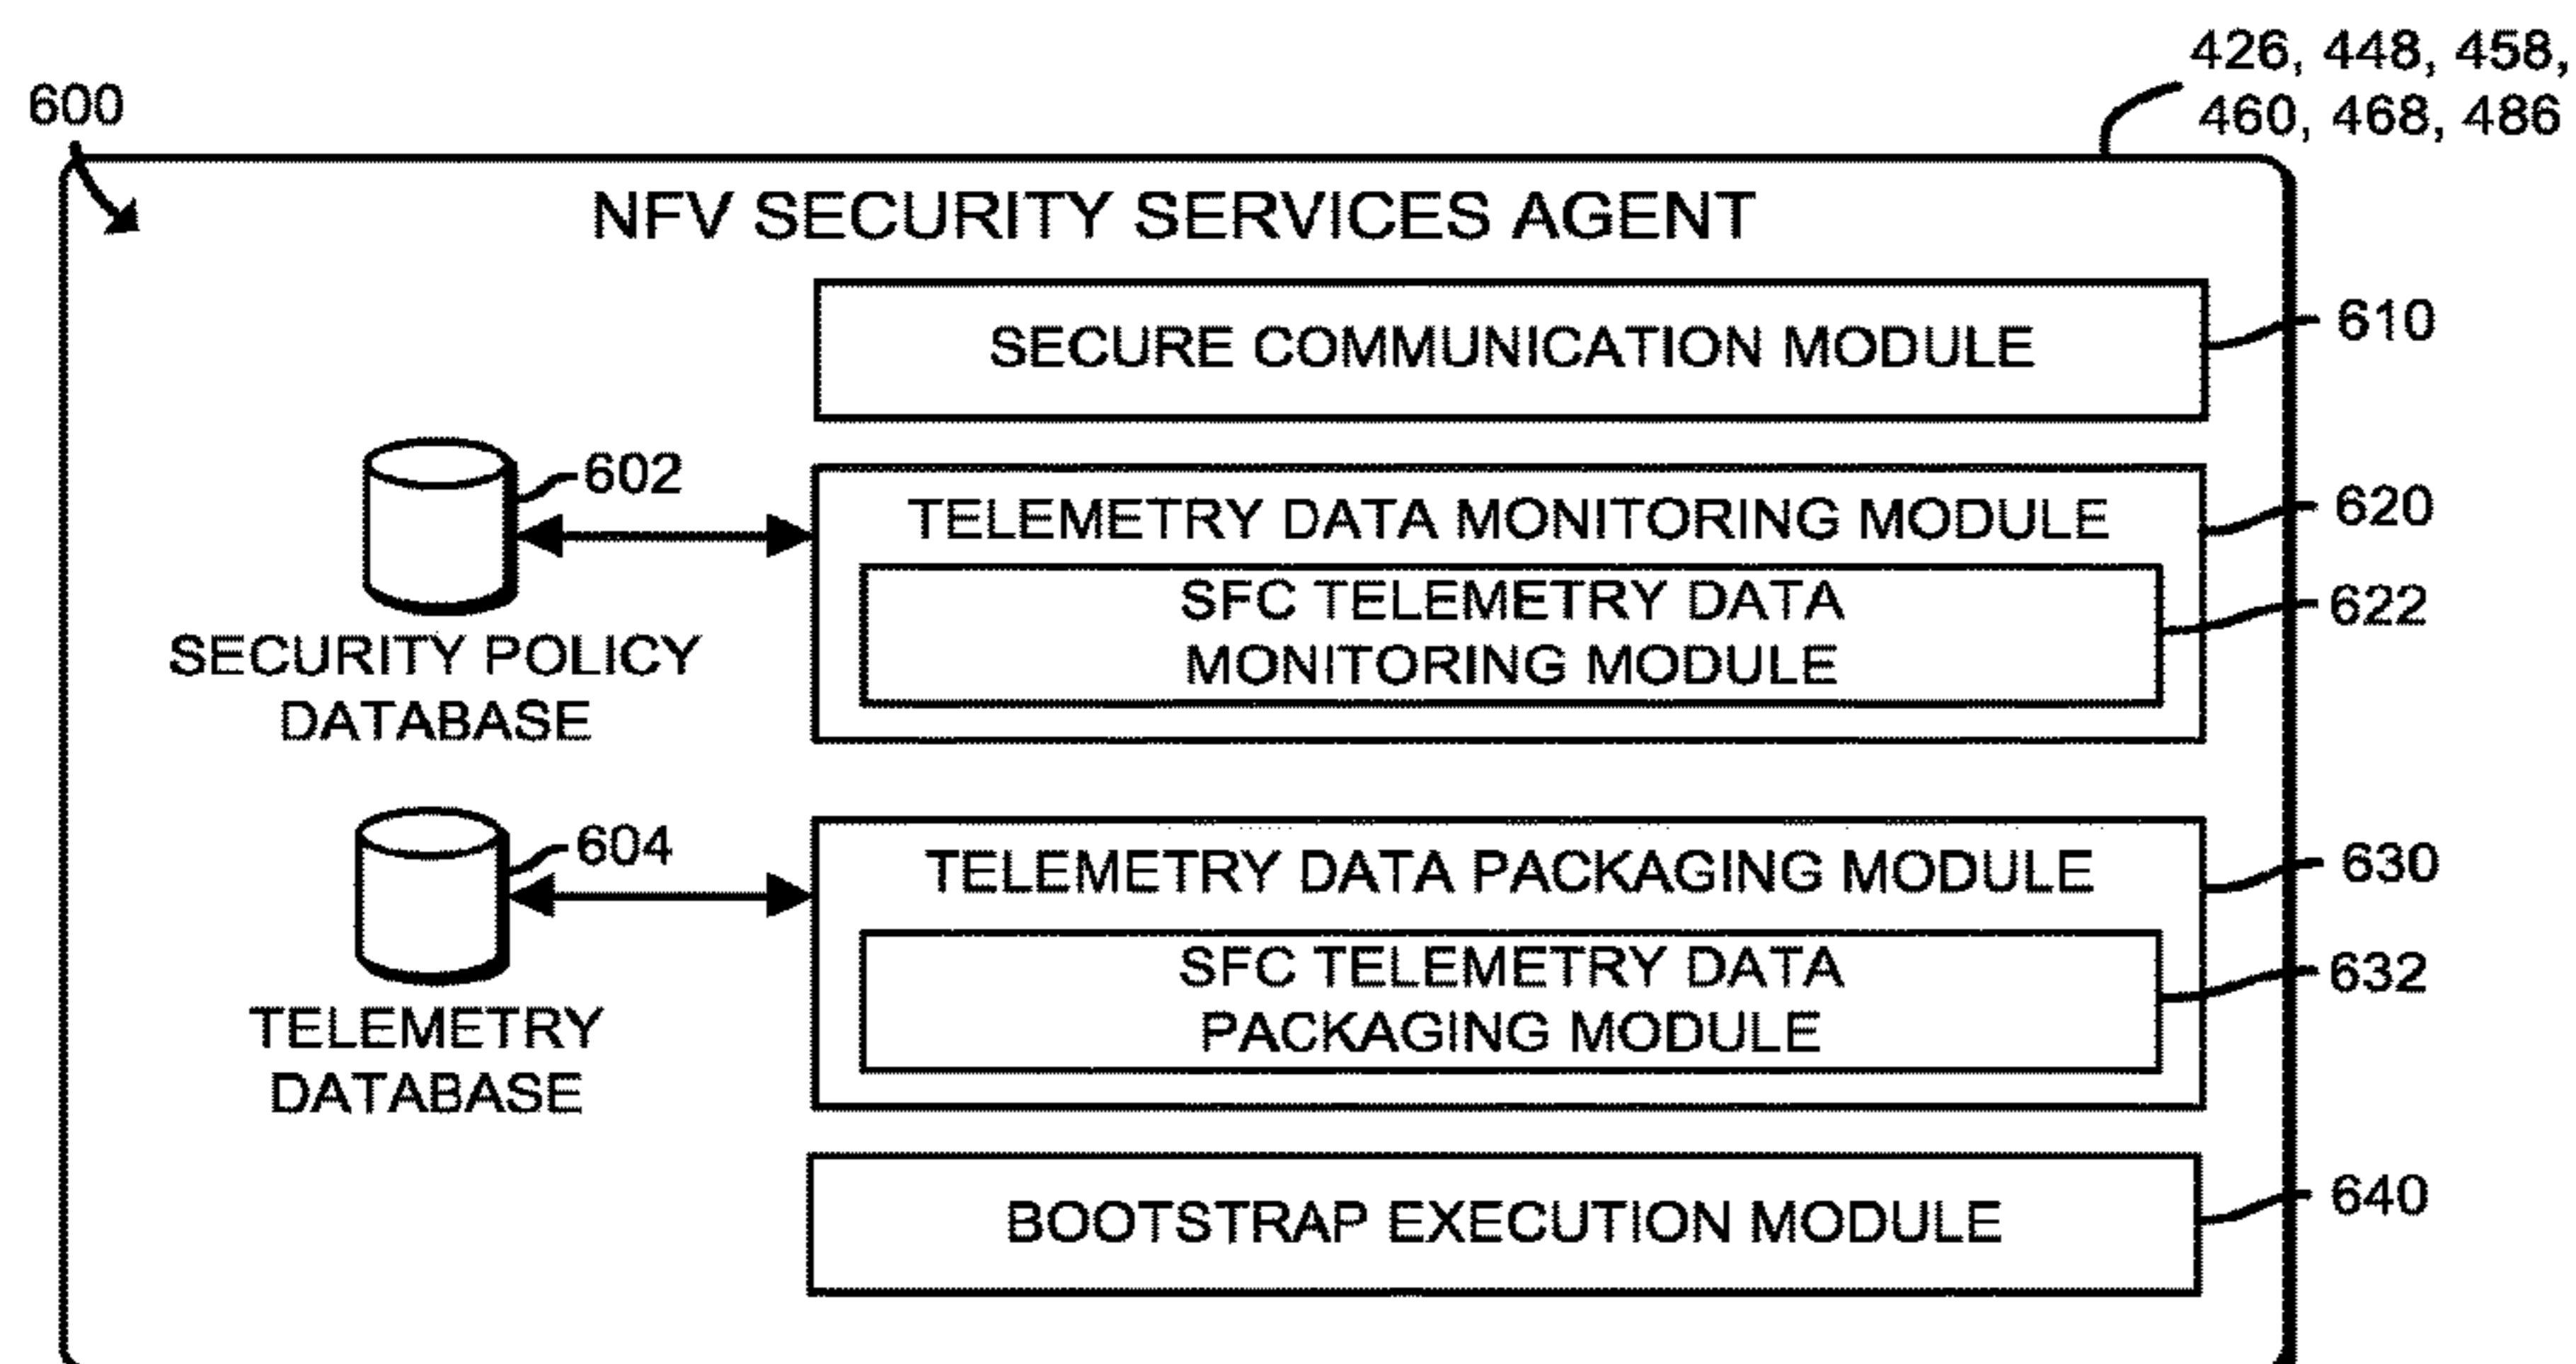 426, 448, 458,
460, 468, 486
600
NFV SECURITY SERVICES AGENT
SECURE COMMUNICATION MODULE
610
602
SECURITY POLICY
DATABASE
TELEMETRY DATA MONITORING MODULE
620
SFC TELEMETRY DATA
MONITORING MODULE
622
604
TELEMETRY
DATABASE
TELEMETRY DATA PACKAGING MODULE
630
SFC TELEMETRY DATA
PACKAGING MODULE
632
BOOTSTRAP EXECUTION MODULE
640